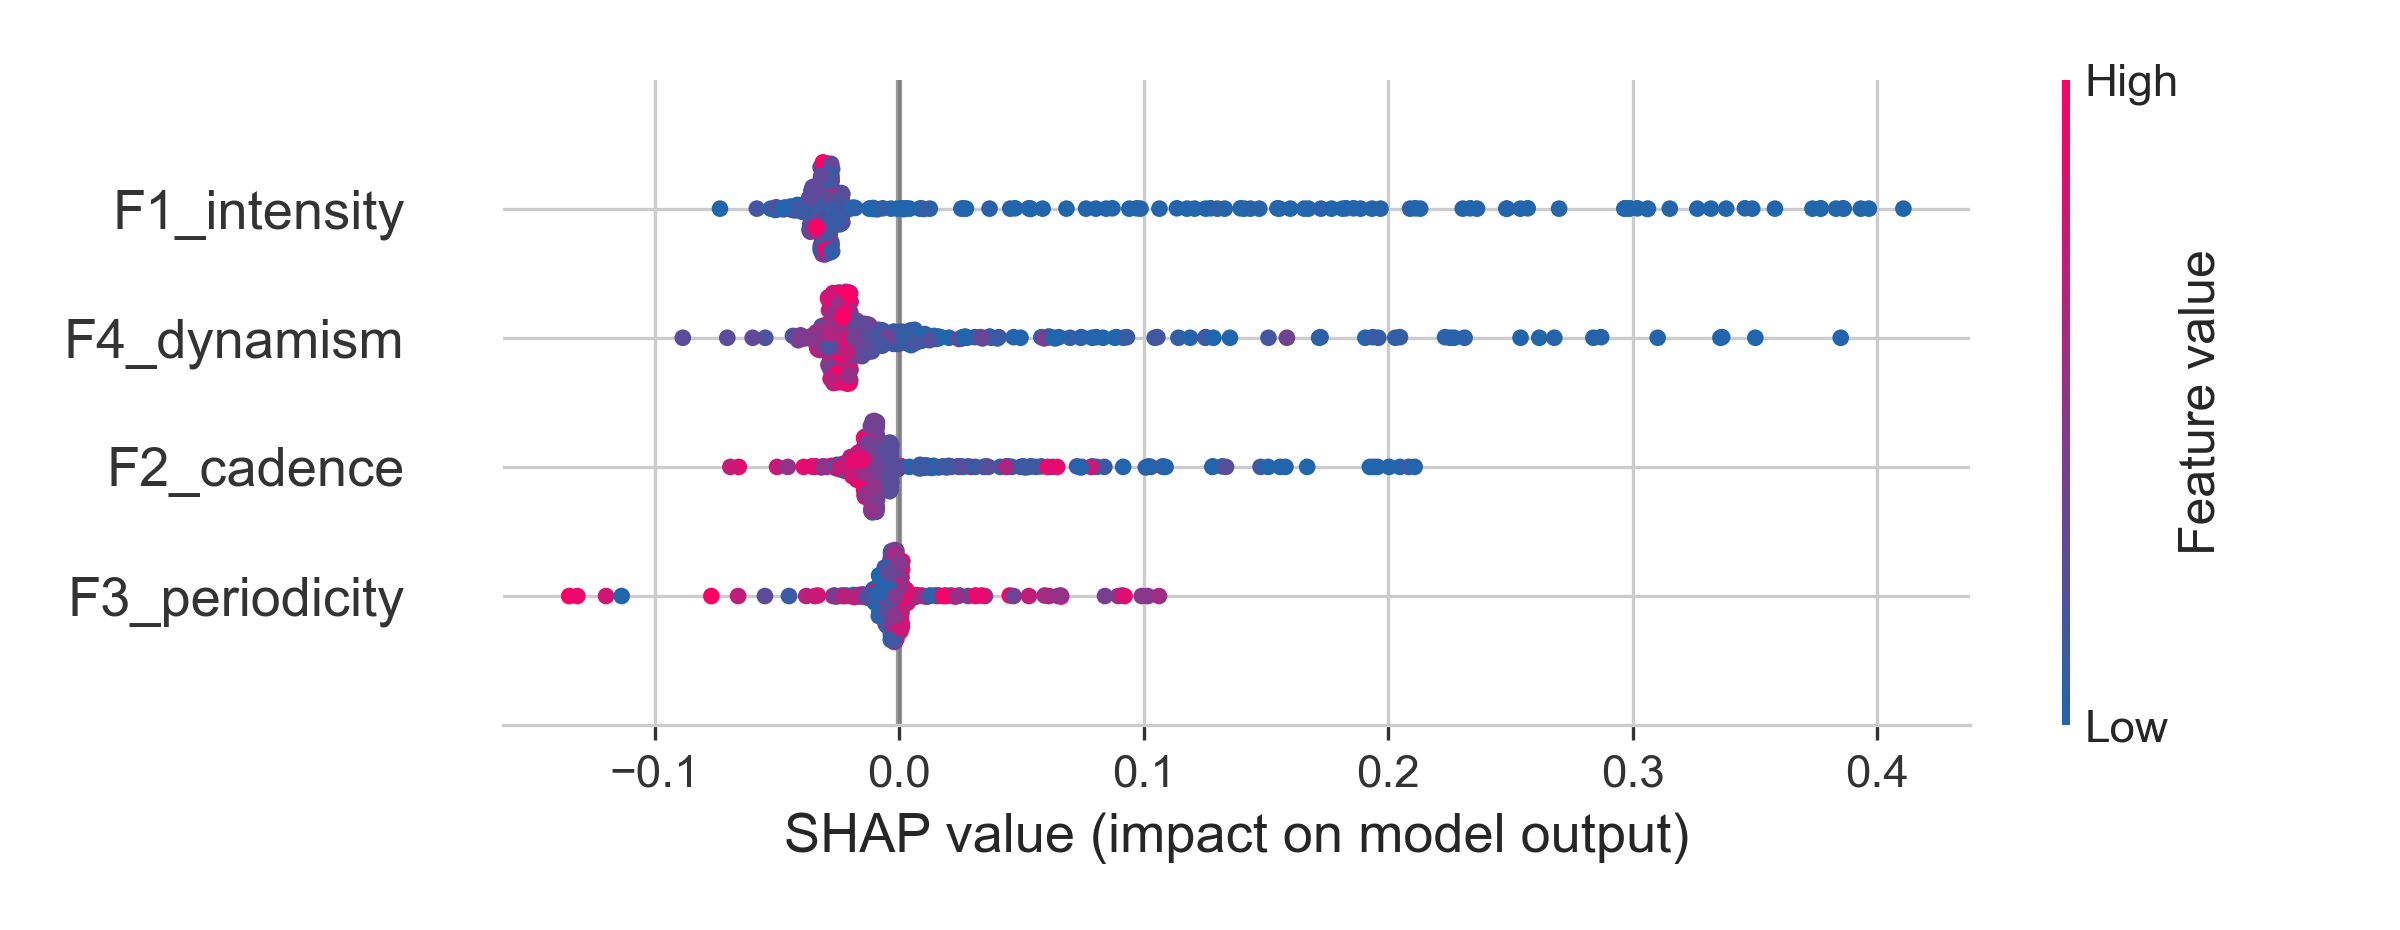 High
F1_intensity
F4_dynamism
F2_cadence
F3_periodicity
Feature value
Low
−0.1 0.0 0.1 0.2 0.3 0.4
SHAP value (impact on model output)